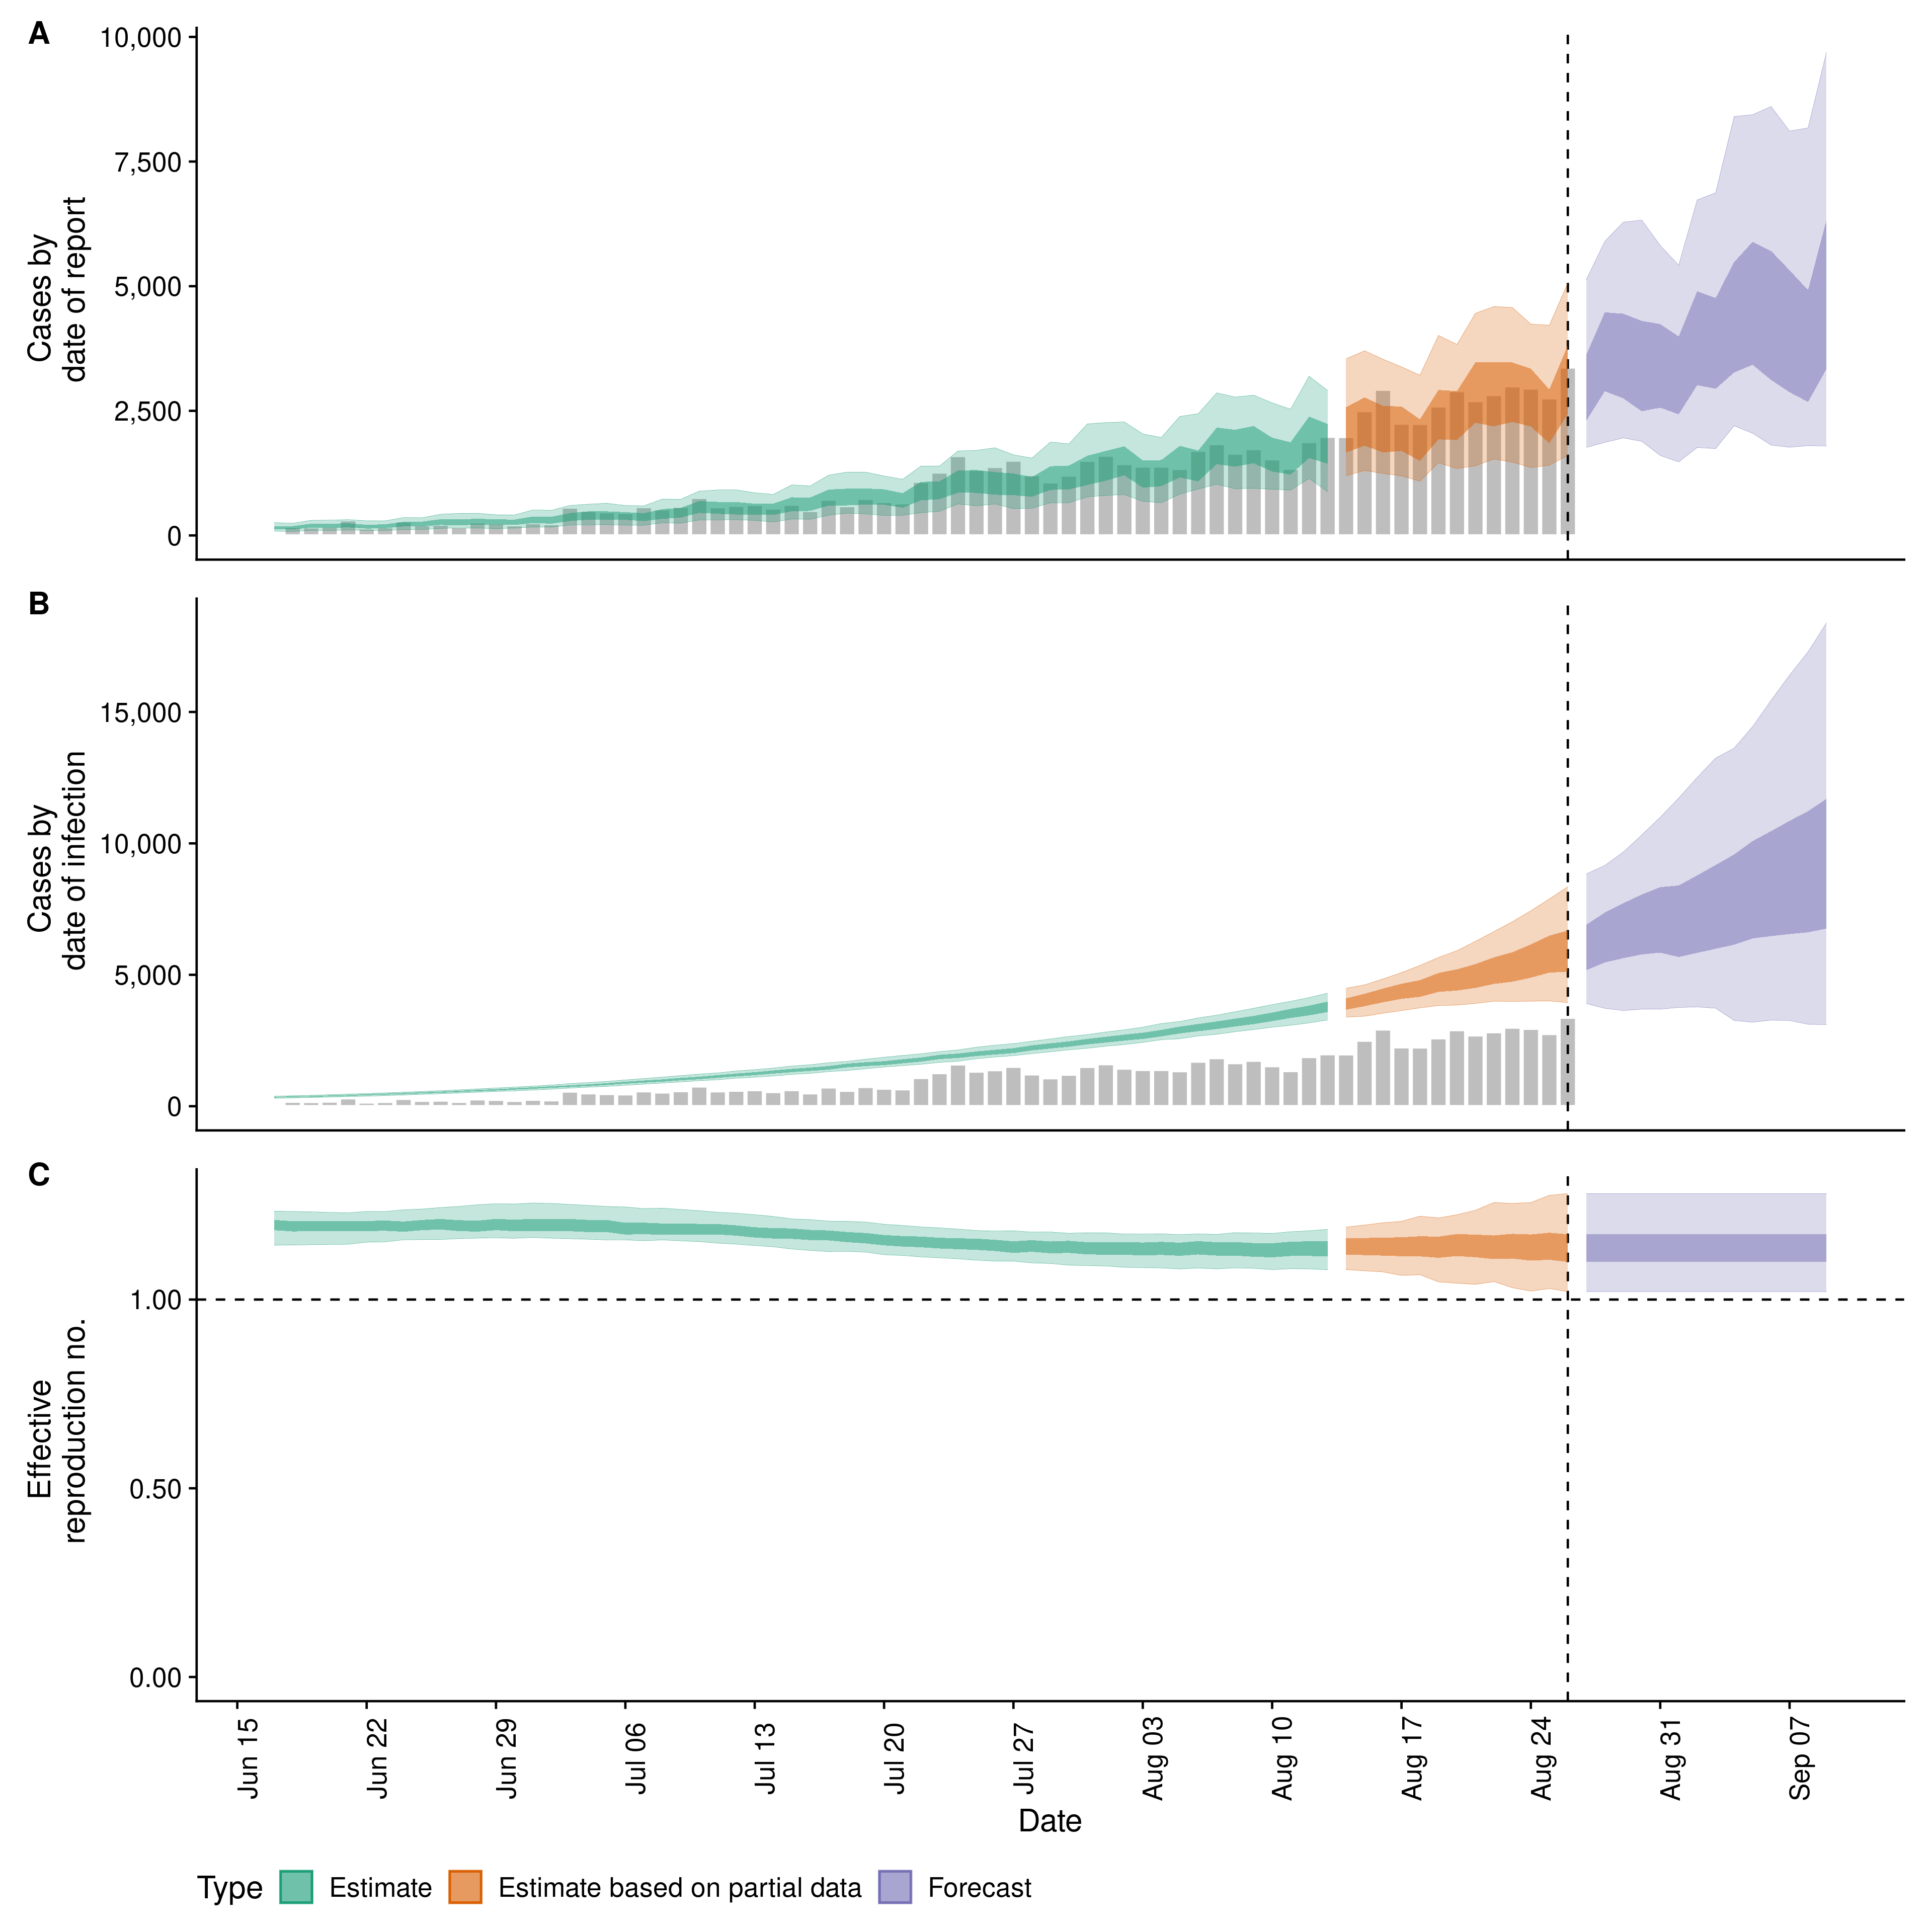 A
10,000
7,500
5,000
2,500
0
Cases by
date of report
B
15,000
10,000
5,000
0
Cases by
date of infection
C
1.00
0.50
0.00
Effective
reproduction no.
Jun 15
Jun 22
Jun 29
Jul 06
Jul 13
Jul 20
Jul 27
Aug 03
Aug 10
Aug 17
Aug 24
Aug 31
Sep 07
Date
Type Estimate Estimate based on partial data Forecast